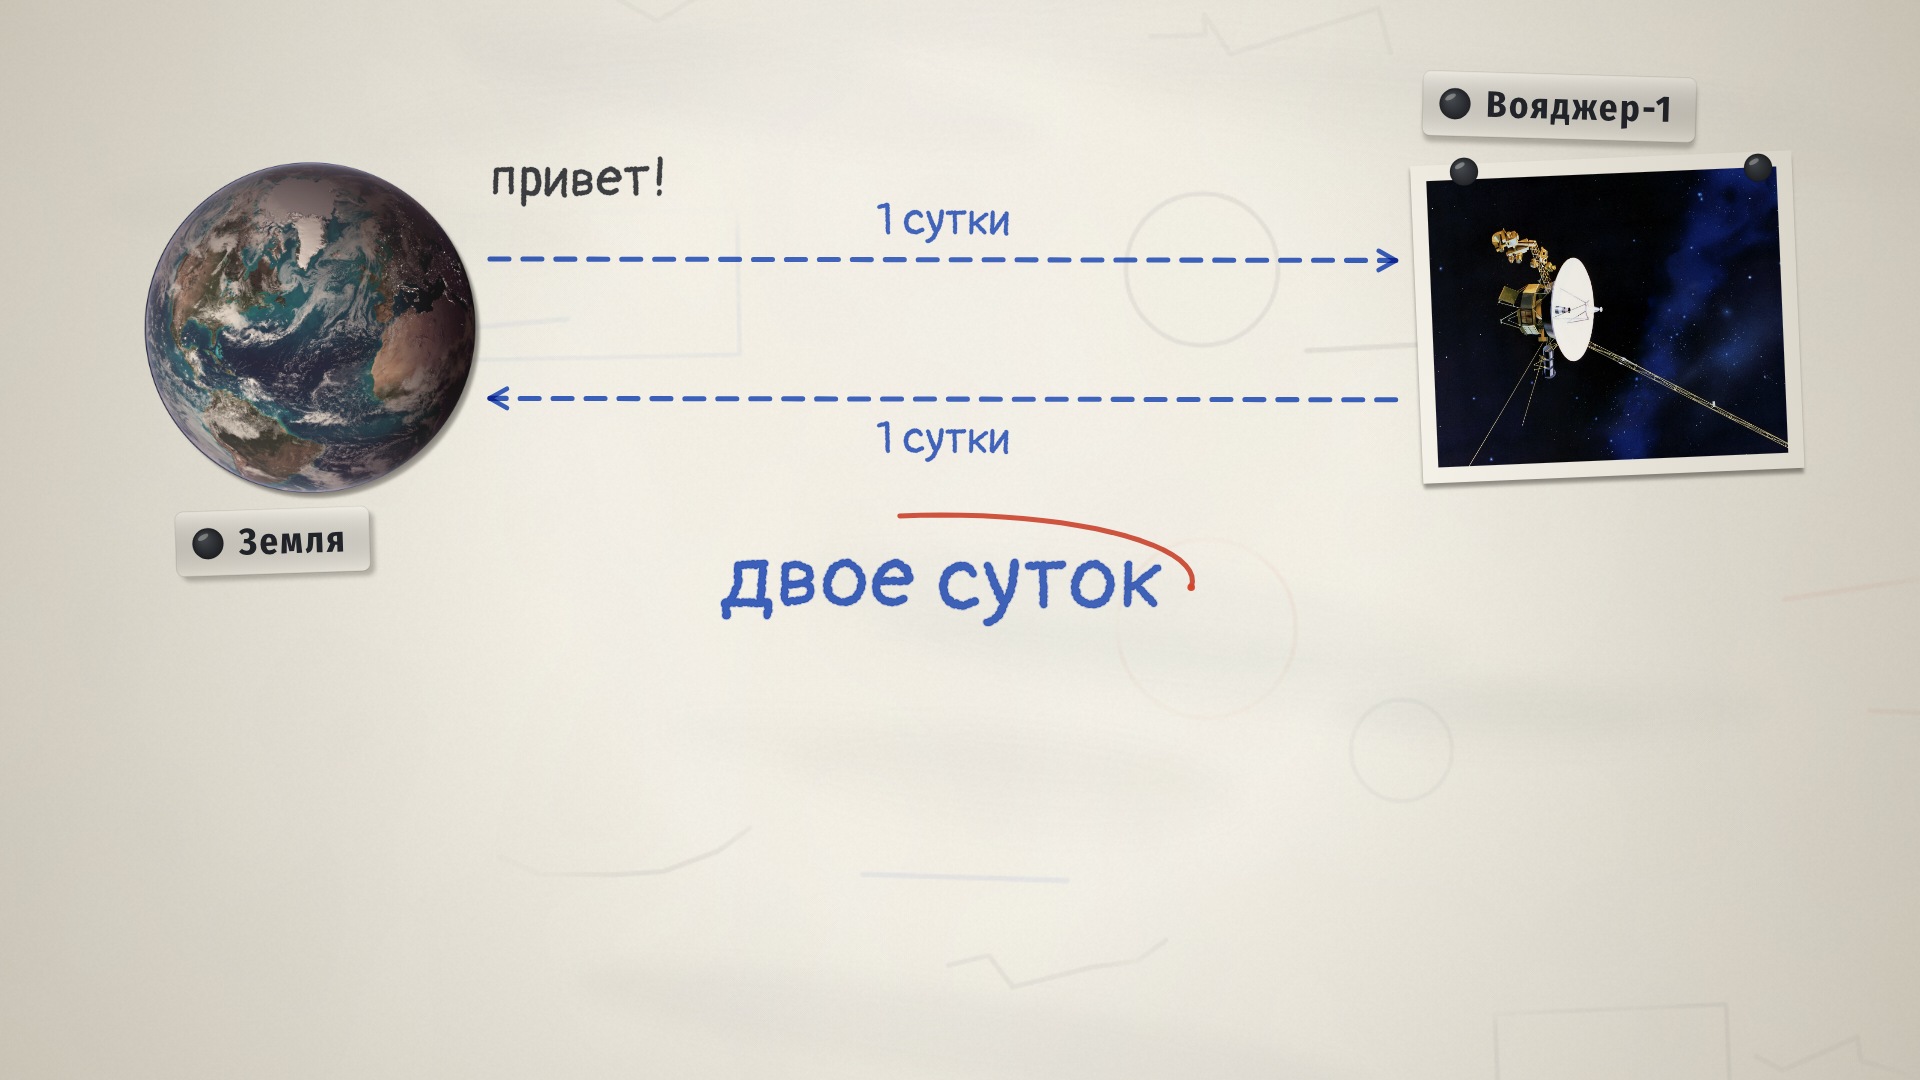 Вояджер-1
привет!
1 сутки
1 сутки
Земля
двое суток